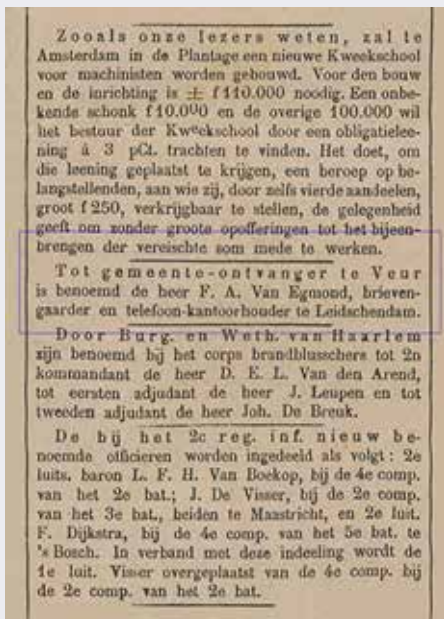 Zooals onze lezers weten, zal te
Amsterdam in de Plantage een nieuwe Kweekschool
voor machinisten worden gebouwd. Voor den bouw
en de inrichting is ± f 110.000 noodig. Een onbe-
kende schonk f 10.000 en de overige 100.000 wil
het bestuur der Kweekschool door een obligatielee-
ning à 3 pCt. trachten te vinden. Het doet, om
die leening geplaatst te krijgen, een beroep op be-
langstellenden, aan wie zij, door zelfs vierde aandeelen,
groot f 250, verkrijgbaar te stellen, de gelegenheid
geeft om zonder groote opofferingen tot het bijeen-
brengen der vereischte som mede te werken.
Tot gemeente-ontvanger te Veur
is benoemd de heer F. A. Van Egmond, brieven-
gaarder en telefoon-kantoorhouder te Leidschendam.
Door Burg. en Weth. van Haarlem
zijn benoemd bij het corps brandblusschers tot 2n
kommandant de heer D. E. L. Van den Arend,
tot eersten adjudant de heer J. Leupen en tot
tweeden adjudant de heer Joh. De Breuk.
De bij het 2e reg. inf. nieuw be-
noemde officieren worden ingedeeld als volgt: 2e
luits. baron L. F. H. Van Boekop, bij de 4e comp.
van het 2e bat.; J. De Visser, bij de 2e comp.
van het 3e bat., beiden te Maastricht, en 2e luit.
F. Dijkstra, bij de 4e comp. van het 5e bat. te
's Bosch. In verband met deze indeeling wordt de
1e luit. Visser overgeplaatst van de 4e comp. bij
de 2e comp. van het 2e bat.